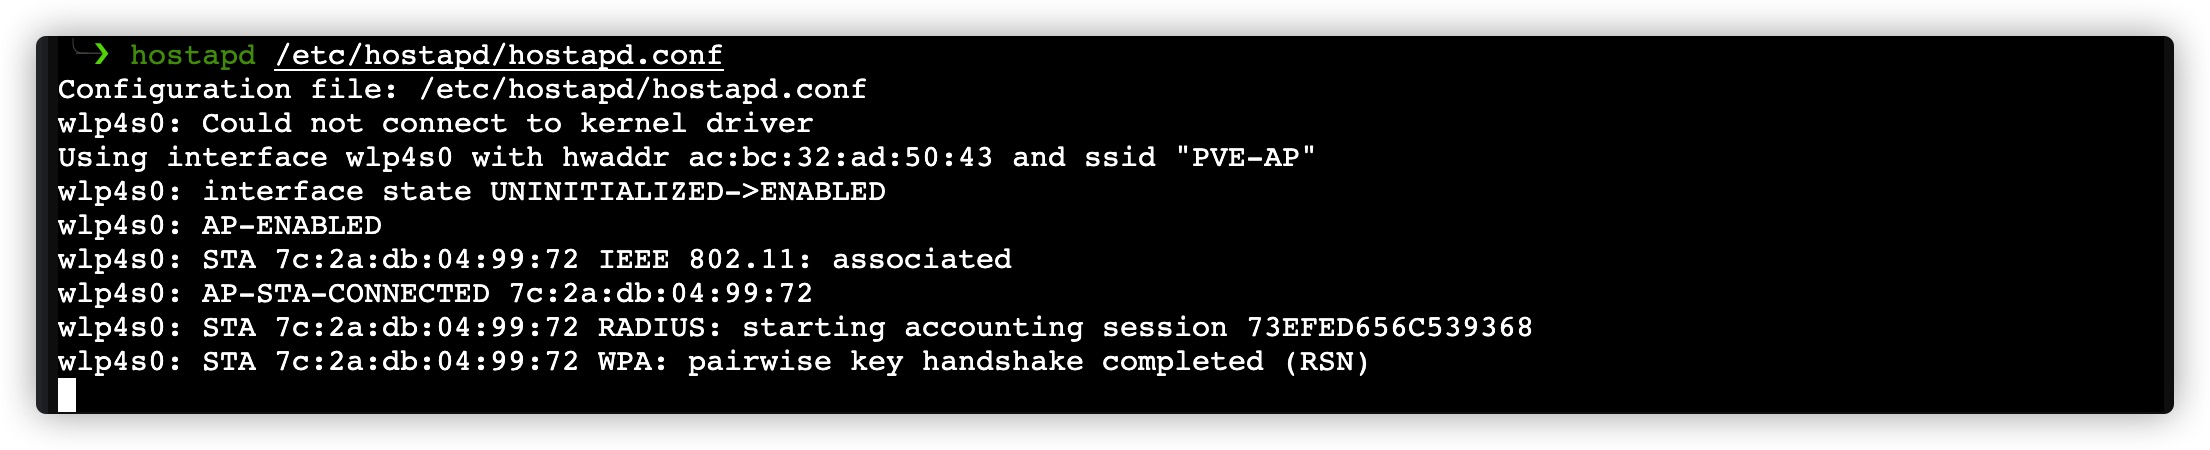 ❯ hostapd /etc/hostapd/hostapd.conf
Configuration file: /etc/hostapd/hostapd.conf
wlp4s0: Could not connect to kernel driver
Using interface wlp4s0 with hwaddr ac:bc:32:ad:50:43 and ssid "PVE-AP"
wlp4s0: interface state UNINITIALIZED->ENABLED
wlp4s0: AP-ENABLED
wlp4s0: STA 7c:2a:db:04:99:72 IEEE 802.11: associated
wlp4s0: AP-STA-CONNECTED 7c:2a:db:04:99:72
wlp4s0: STA 7c:2a:db:04:99:72 RADIUS: starting accounting session 73EFED656C539368
wlp4s0: STA 7c:2a:db:04:99:72 WPA: pairwise key handshake completed (RSN)